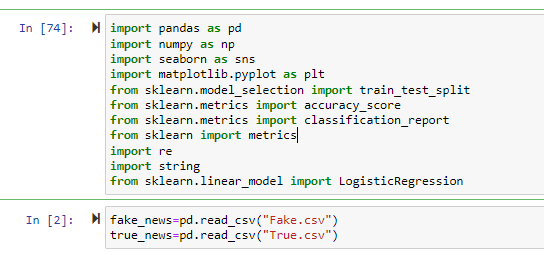 In [74]:
import pandas as pd
import numpy as np
import seaborn as sns
import matplotlib.pyplot as plt
from sklearn.model_selection import train_test_split
from sklearn.metrics import accuracy_score
from sklearn.metrics import classification_report
from sklearn import metrics
import re
import string
from sklearn.linear_model import LogisticRegression
In [2]:
fake_news=pd.read_csv("Fake.csv")
true_news=pd.read_csv("True.csv")